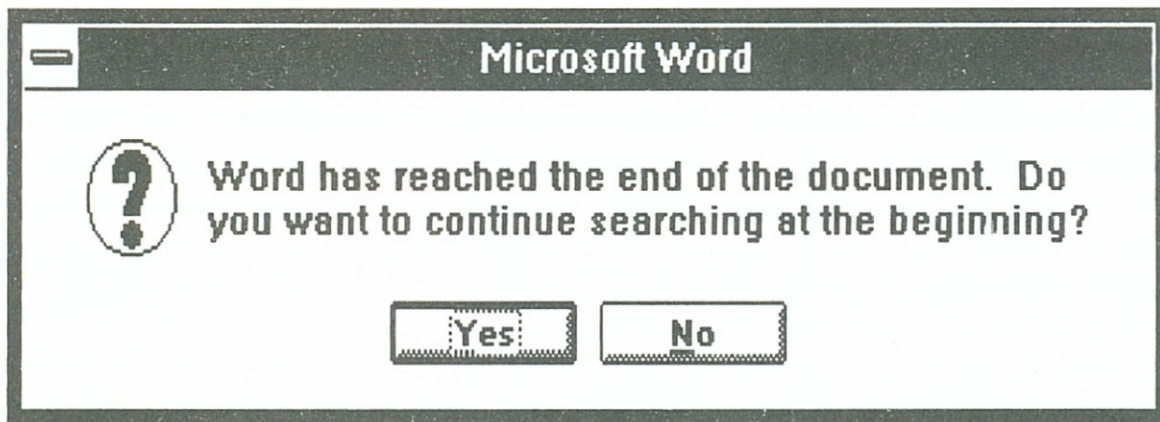 Microsoft Word
Word has reached the end of the document.  Do
you want to continue searching at the beginning?
Yes
No